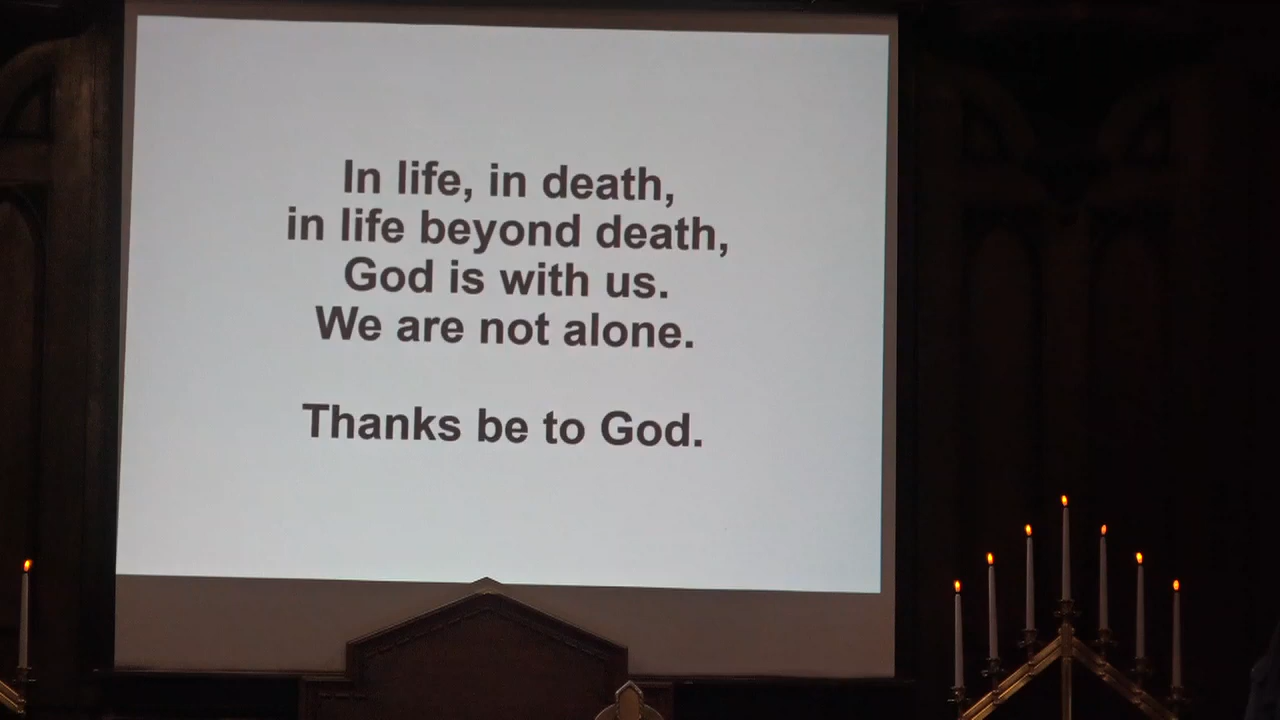 In life, in death,
in life beyond death,
God is with us.
We are not alone.
Thanks be to God.